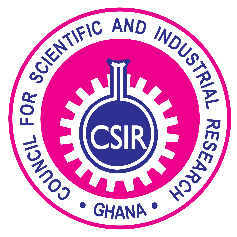 COUNCIL FOR SCIENTIFIC AND INDUSTRIAL RESEARCH
CSIR
• GHANA •